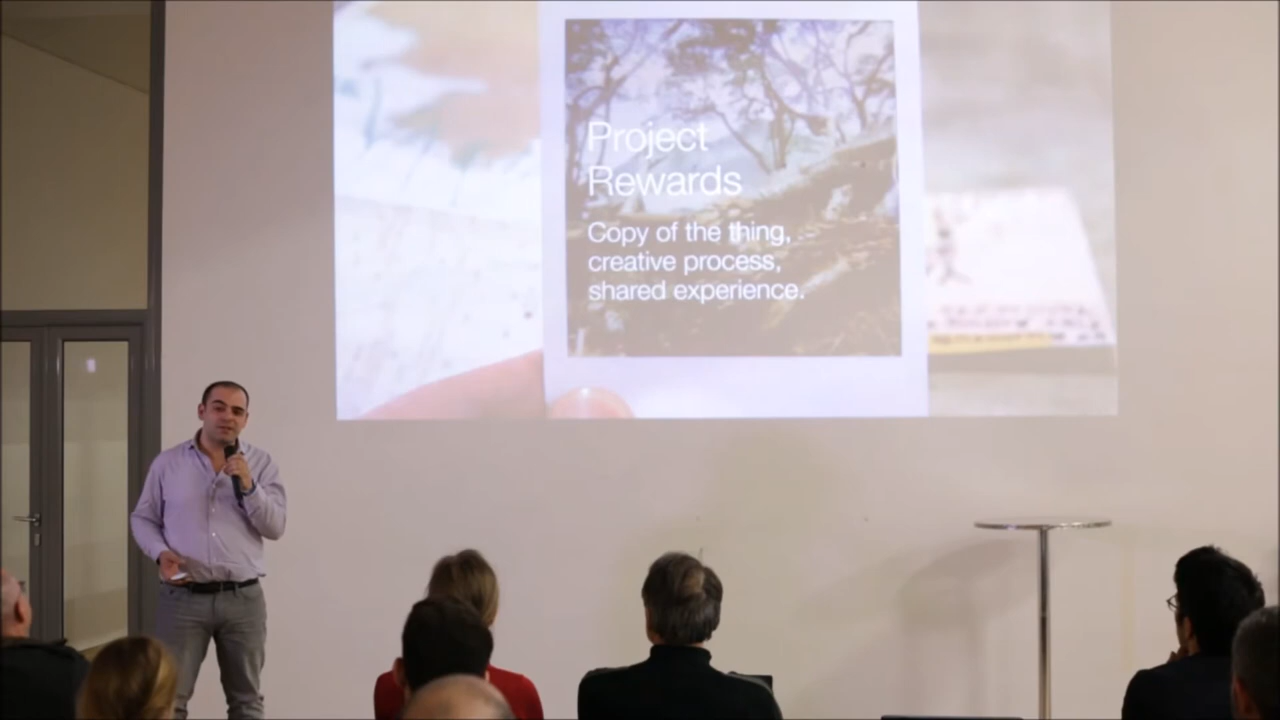 Project
Rewards
Copy of the thing,
creative process,
shared experience.